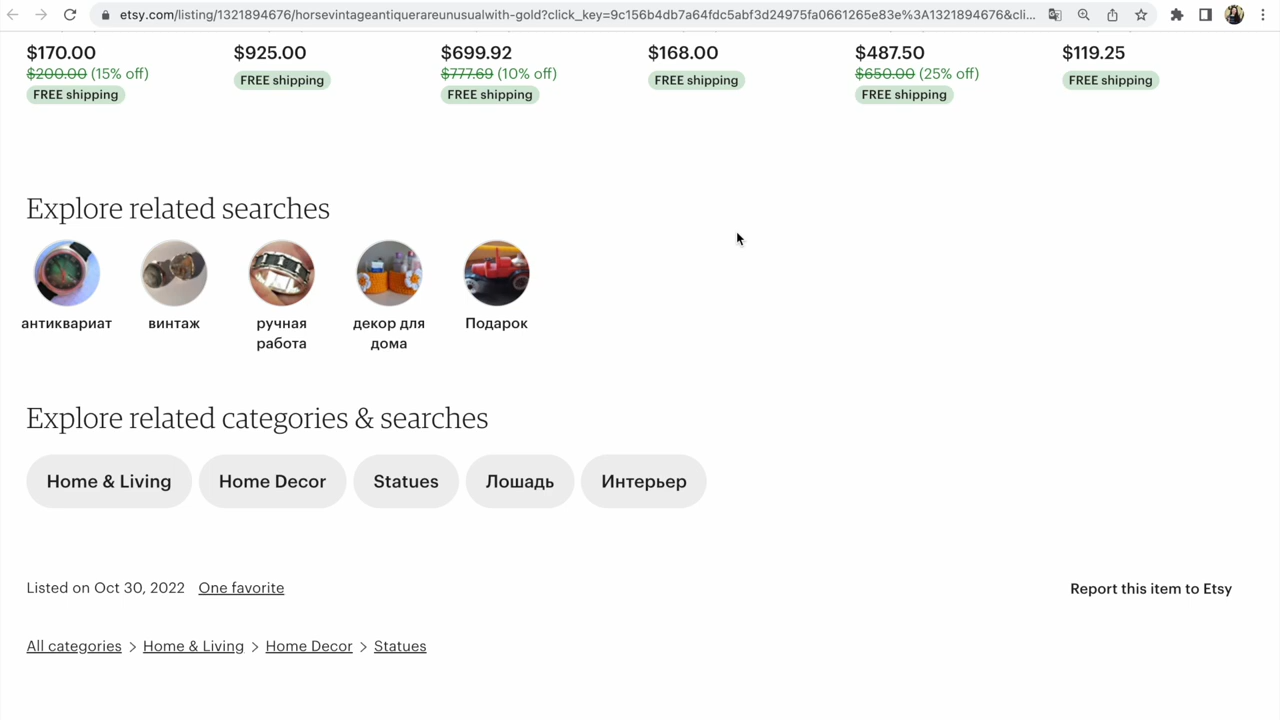 etsy.com/listing/1321894676/horsevintageantiquerareunusualwith-gold?click_key=9c156b4db7a64fdc5abf3d24975fa0661265e83e%3A1321894676&cli...
$170.00 $925.00 $699.92 $168.00 $487.50 $119.25
$200.00 (15% off) FREE shipping $777.69 (10% off) FREE shipping $650.00 (25% off) FREE shipping
FREE shipping FREE shipping FREE shipping
Explore related searches
антиквариат винтаж ручная декор для Подарок
работа дома
Explore related categories & searches
Home & Living Home Decor Statues Лошадь Интерьер
Listed on Oct 30, 2022 One favorite Report this item to Etsy
All categories > Home & Living > Home Decor > Statues